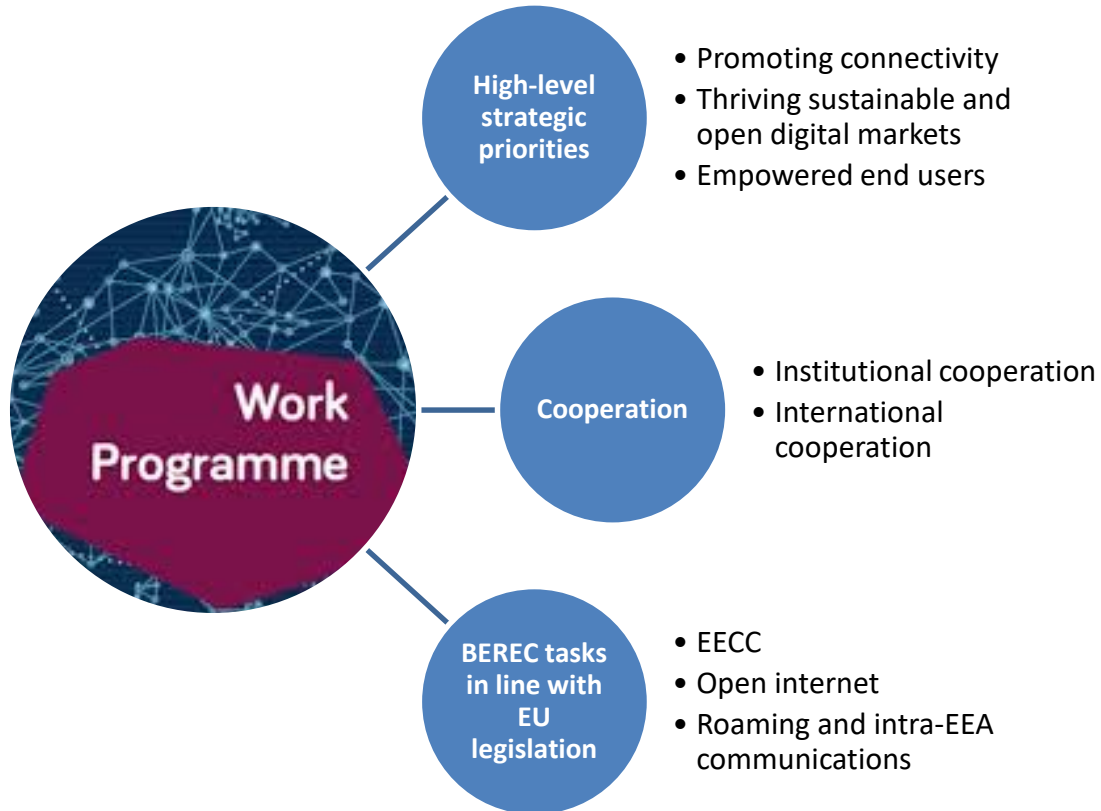 High-level
strategic
priorities
• Promoting connectivity
• Thriving sustainable and
open digital markets
• Empowered end users
Work
Programme
Cooperation
• Institutional cooperation
• International
cooperation
BEREC tasks
in line with
EU
legislation
• EECC
• Open internet
• Roaming and intra-EEA
communications